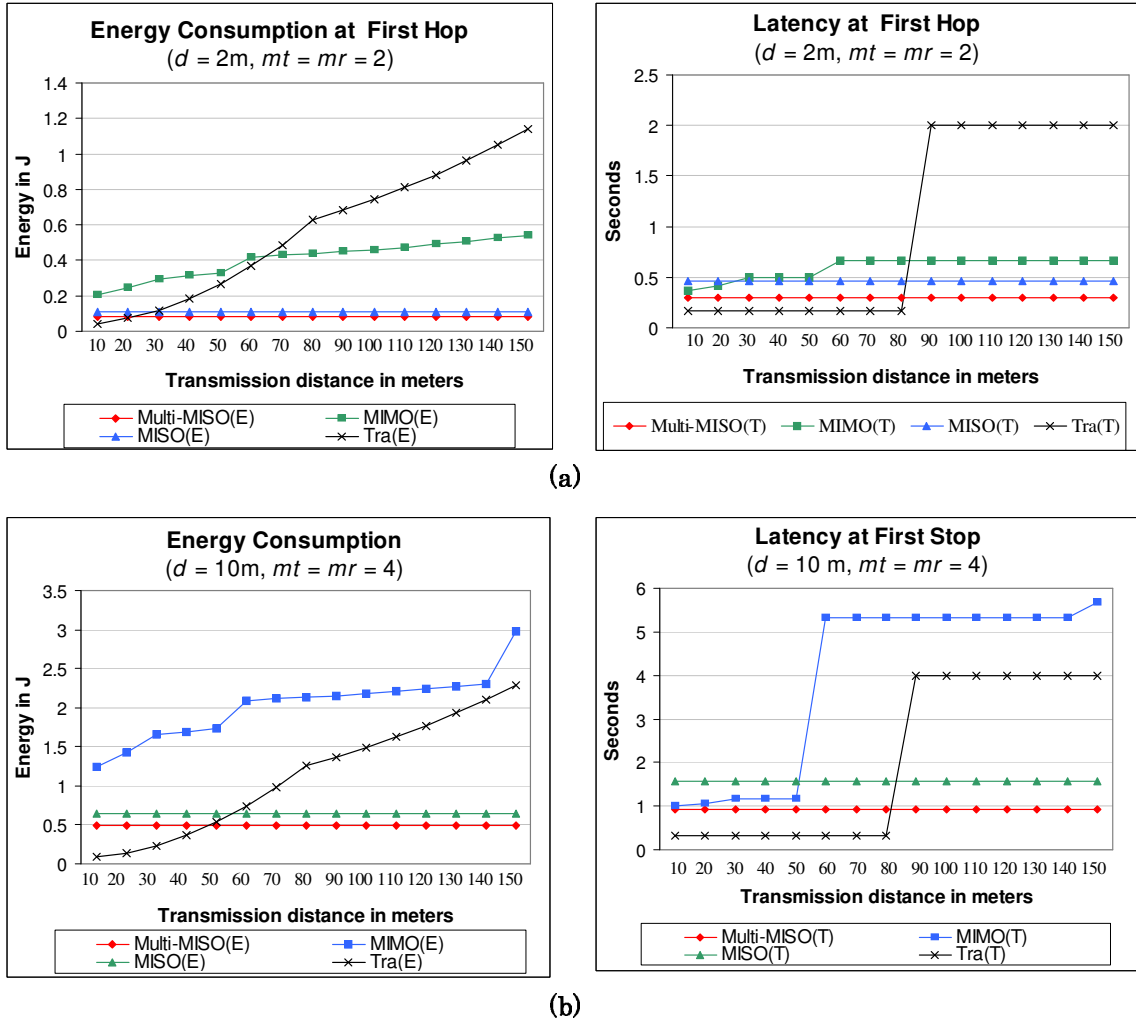 Energy Consumption at First Hop
(d = 2m, mt = mr = 2)
1.4
1.2
1
0.8
0.6
0.4
0.2
0
Energy in J
10 20 30 40 50 60 70 80 90 100 110 120 130 140 150
Transmission distance in meters
Multi-MISO(E) MIMO(E)
MISO(E) Tra(E)
Latency at First Hop
(d = 2m, mt = mr = 2)
2.5
2
1.5
1
0.5
0
Seconds
10 20 30 40 50 60 70 80 90 100 110 120 130 140 150
Transmission distance in meters
Multi-MISO(T) MIMO(T) MISO(T) Tra(T)
(a)
Energy Consumption
(d = 10m, mt = mr = 4)
3.5
3
2.5
2
1.5
1
0.5
0
Energy in J
10 20 30 40 50 60 70 80 90 100 110 120 130 140 150
Transmission distance in meters
Multi-MISO(E) MIMO(E)
MISO(E) Tra(E)
Latency at First Stop
(d = 10 m, mt = mr = 4)
6
5
4
3
2
1
0
Seconds
10 20 30 40 50 60 70 80 90 100 110 120 130 140 150
Transmission distance in meters
Multi-MISO(T) MIMO(T)
MISO(T) Tra(T)
(b)